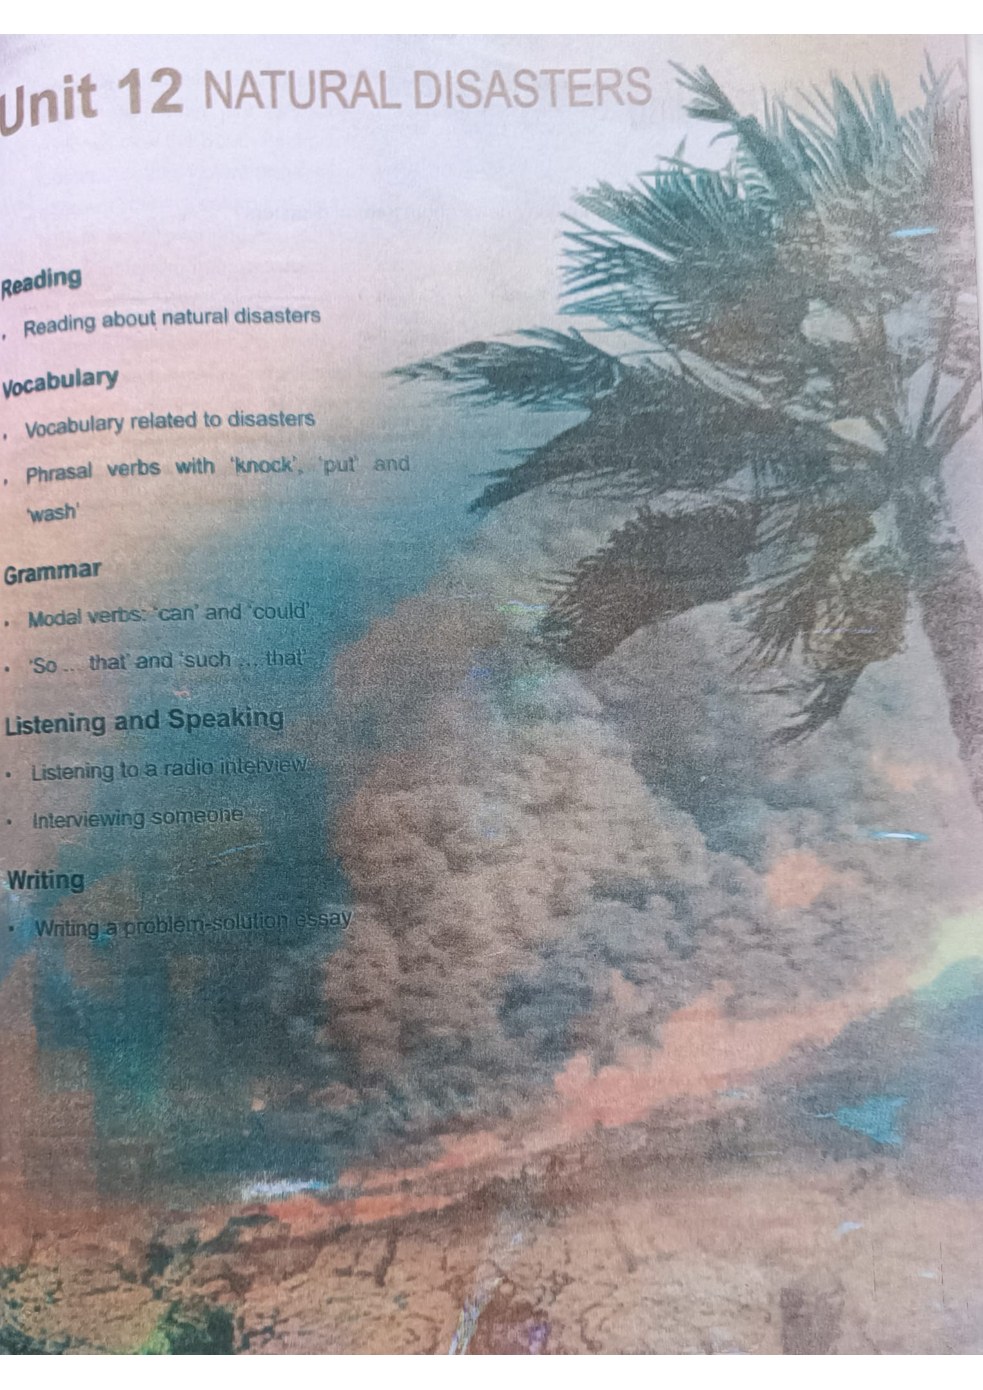 Unit 12 NATURAL DISASTERS
Reading
• Reading about natural disasters
Vocabulary
• Vocabulary related to disasters
• Phrasal verbs with 'knock', 'put' and
'wash'
Grammar
• Modal verbs: 'can' and 'could'
• 'So ... that' and 'such ... that'
Listening and Speaking
• Listening to a radio interview
• Interviewing someone
Writing
• Writing a problem-solution essay